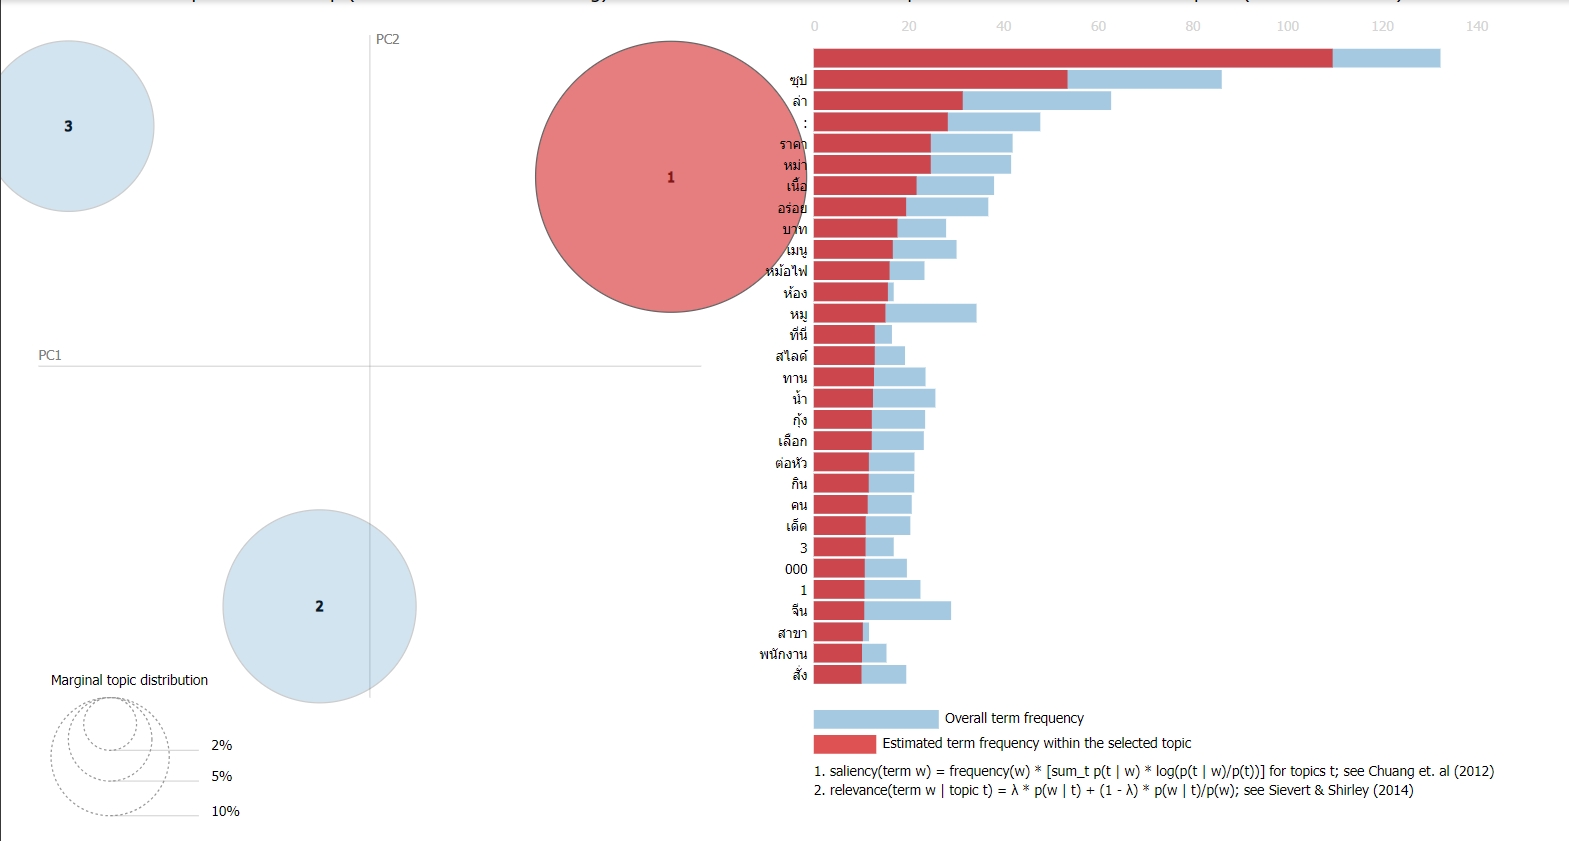 PC2
PC1
3
1
2
Marginal topic distribution
2%
5%
10%
0
20
40
60
80
100
120
140
ซุป
ล่า
:
ราคา
หม่า
เนื้อ
อร่อย
บาท
เมนู
หม้อไฟ
ห้อง
หมู
ที่นี่
สไลด์
ทาน
น้ำ
กุ้ง
เลือก
ต่อหัว
กิน
คน
เด็ด
3
000
1
จีน
สาขา
พนักงาน
สั่ง
Overall term frequency
Estimated term frequency within the selected topic
1. saliency(term w) = frequency(w) * [sum_t p(t | w) * log(p(t | w)/p(t))] for topics t; see Chuang et. al (2012)
2. relevance(term w | topic t) = λ * p(w | t) + (1 - λ) * p(w | t)/p(w); see Sievert & Shirley (2014)